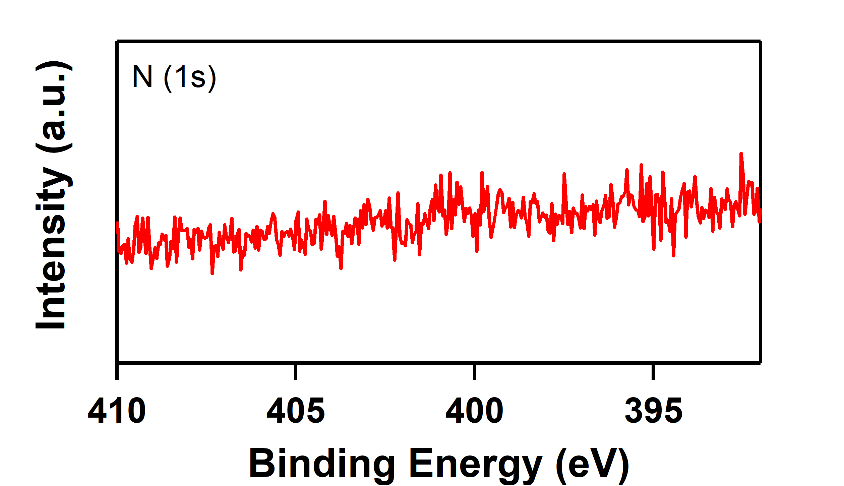 N (1s)
Intensity (a.u.)
410 405 400 395
Binding Energy (eV)